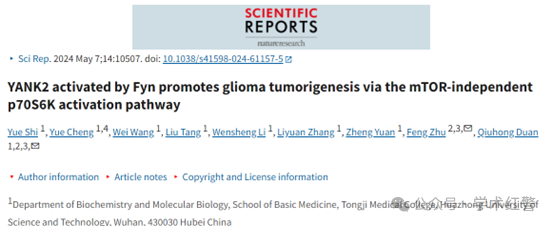 SCIENTIFIC
REPORTS
natureresearch
Sci Rep. 2024 May 7;14:10507. doi: 10.1038/s41598-024-61157-5
YANK2 activated by Fyn promotes glioma tumorigenesis via the mTOR-independent
p70S6K activation pathway
Yue Shi 1, Yue Cheng 1,4, Wei Wang 1, Liu Tang 1, Wensheng Li 1, Liyuan Zhang 1, Zheng Yuan 1, Feng Zhu 2,3,✉, Qiuhong Duan
1,2,3,✉
Author information Article notes Copyright and License information
1Department of Biochemistry and Molecular Biology, School of Basic Medicine, Tongji Medical College, Huazhong University of
Science and Technology, Wuhan, 430030 Hubei China
公众号 学术红警